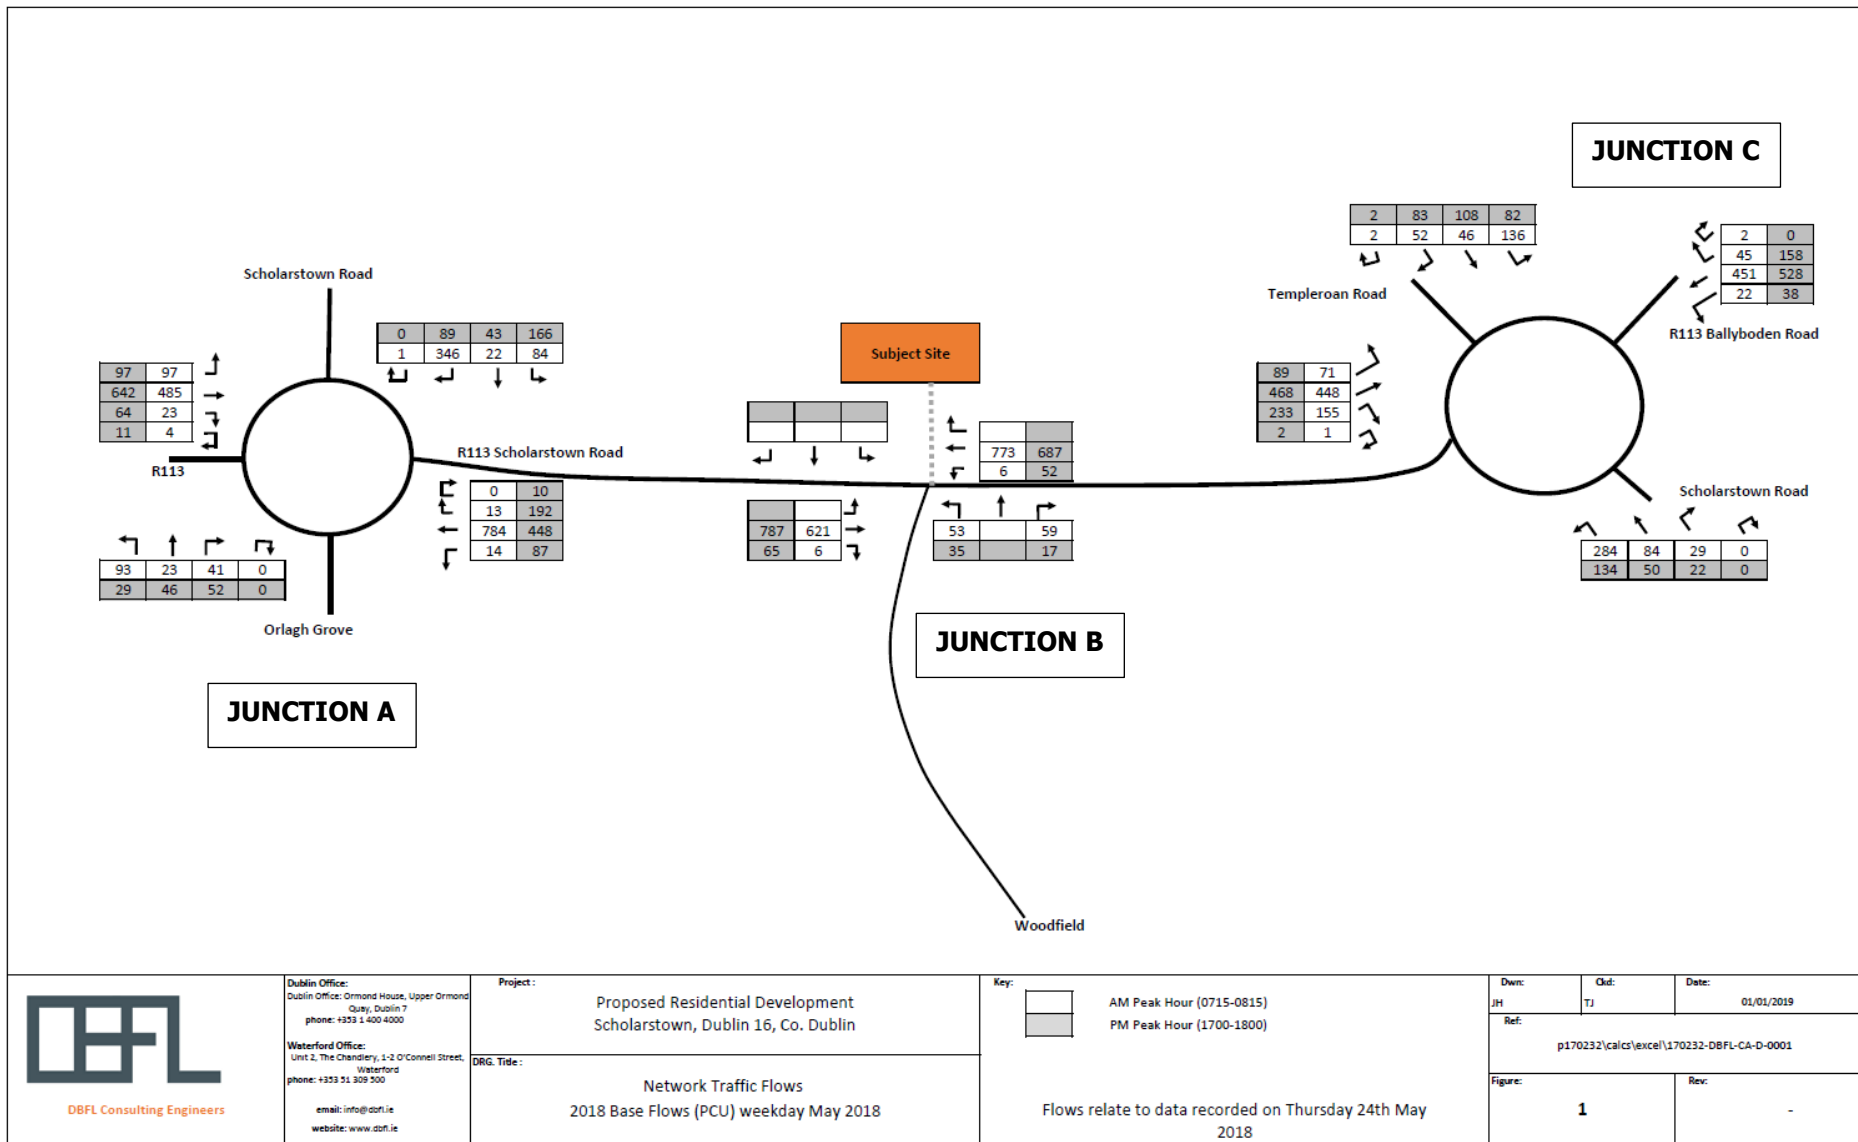 JUNCTION C
2 83 108 82
2 52 46 136
2 0
45 158
451 528
22 38
Templeroan Road
R113 Ballyboden Road
Scholarstown Road
0 89 43 166
1 346 22 84
Subject Site
97 97
642 485
64 23
11 4
89 71
468 448
233 155
2 1
R113
R113 Scholarstown Road
773 687
6 52
0 10
13 192
784 448
14 87
787 621
65 6
53 59
35 17
Scholarstown Road
284 84 29 0
134 50 22 0
93 23 41 0
29 46 52 0
Orlagh Grove
JUNCTION B
JUNCTION A
Woodfield
DBFL
DBFL Consulting Engineers
Dublin Office:
Dublin Office: Ormond House, Upper Ormond
Quay, Dublin 7
phone: +353 1 400 4000
Waterford Office:
Unit 2, The Chandlery, 1-2 O'Connell Street,
Waterford
phone: +353 51 309 500
email: info@dbfl.ie
website: www.dbfl.ie
Project :
Proposed Residential Development
Scholarstown, Dublin 16, Co. Dublin
DRG. Title :
Network Traffic Flows
2018 Base Flows (PCU) weekday May 2018
Key:
AM Peak Hour (0715-0815)
PM Peak Hour (1700-1800)
Flows relate to data recorded on Thursday 24th May
2018
Dwn: Ckd: Date:
JH TJ 01/01/2019
Ref:
p170232\calcs\excel\170232-DBFL-CA-D-0001
Figure: Rev:
1 -